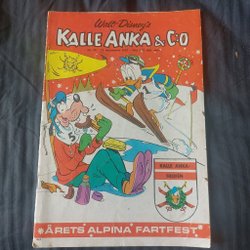 Walt Disney's
KALLE ANKA & C:O
KALLE ANKA-
ÅRETS ALPINA FARTFEST